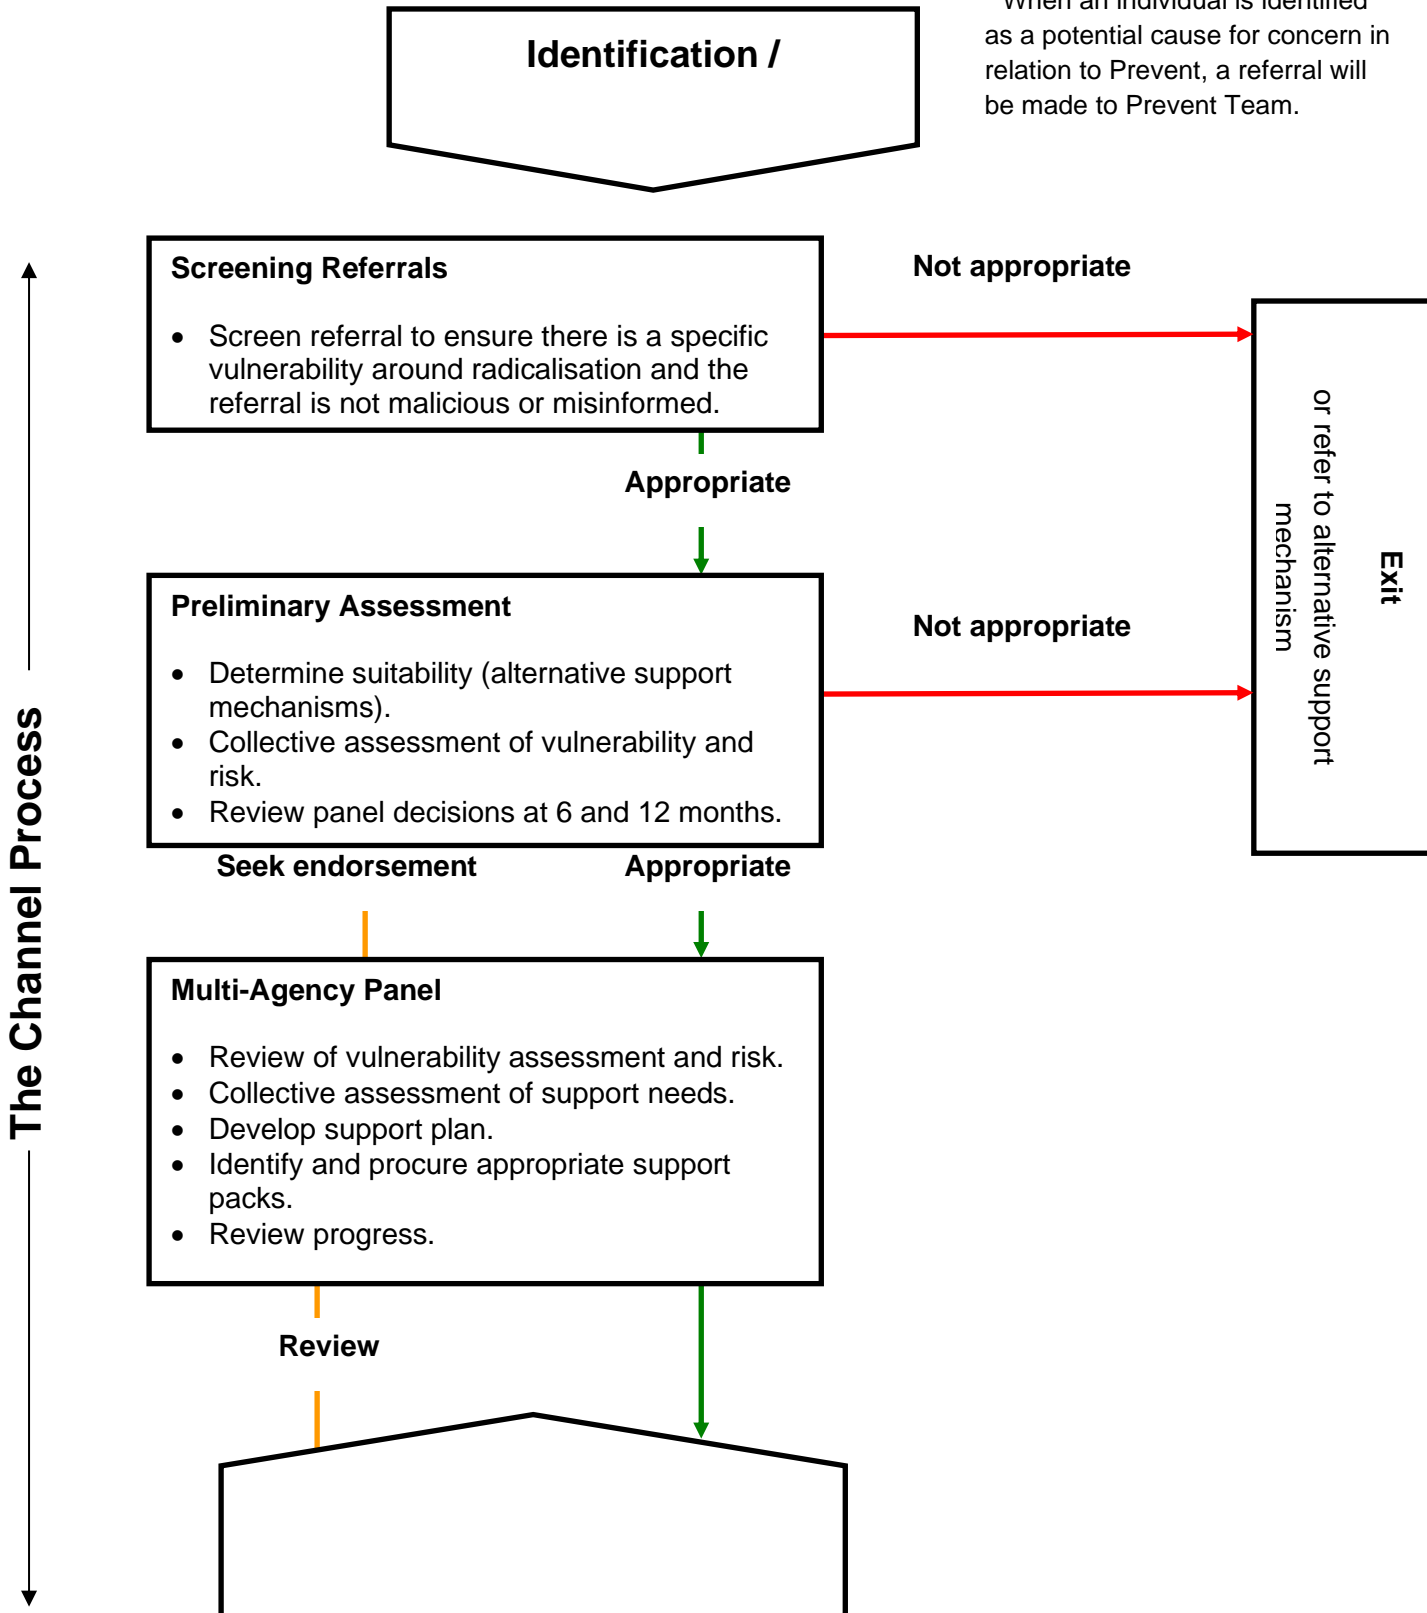 When an individual is identified
as a potential cause for concern in
relation to Prevent, a referral will
be made to Prevent Team.
Identification /
The Channel Process
Screening Referrals
• Screen referral to ensure there is a specific
vulnerability around radicalisation and the
referral is not malicious or misinformed.
Not appropriate
Appropriate
Exit
or refer to alternative support
mechanism
Preliminary Assessment
• Determine suitability (alternative support
mechanisms).
• Collective assessment of vulnerability and
risk.
• Review panel decisions at 6 and 12 months.
Not appropriate
Seek endorsement
Appropriate
Multi-Agency Panel
• Review of vulnerability assessment and risk.
• Collective assessment of support needs.
• Develop support plan.
• Identify and procure appropriate support
packs.
• Review progress.
Review